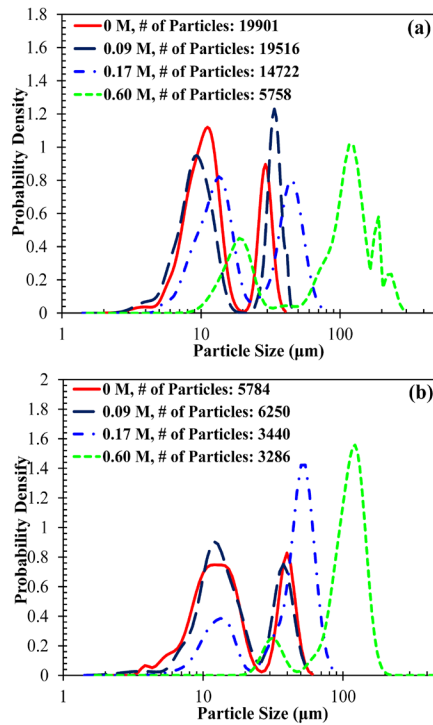 (a)
0 M, # of Particles: 19901
0.09 M, # of Particles: 19516
0.17 M, # of Particles: 14722
0.60 M, # of Particles: 5758
Probability Density
1.8
1.6
1.4
1.2
1
0.8
0.6
0.4
0.2
0
1
10
100
Particle Size (µm)
(b)
0 M, # of Particles: 5784
0.09 M, # of Particles: 6250
0.17 M, # of Particles: 3440
0.60 M, # of Particles: 3286
Probability Densify
2
1.8
1.6
1.4
1.2
1
0.8
0.6
0.4
0.2
0
1
10
100
Particle Size (µm)